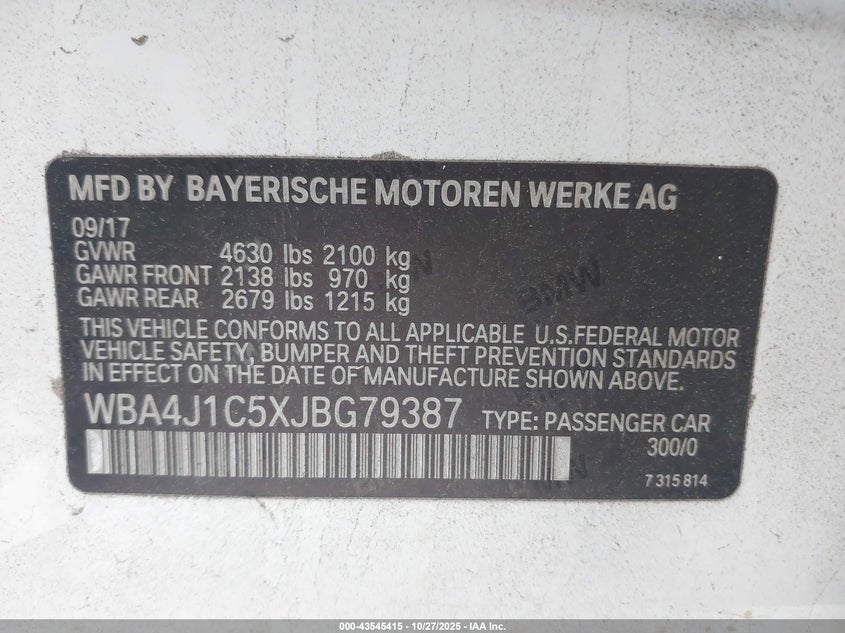 MFD BY BAYERISCHE MOTOREN WERKE AG
09/17
GVWR 4630 lbs 2100 kg
GAWR FRONT 2138 lbs 970 kg
GAWR REAR 2679 lbs 1215 kg
BMW
THIS VEHICLE CONFORMS TO ALL APPLICABLE U.S.FEDERAL MOTOR
VEHICLE SAFETY, BUMPER AND THEFT PREVENTION STANDARDS
IN EFFECT ON THE DATE OF MANUFACTURE SHOWN ABOVE.
WBA4J1C5XJBG79387 TYPE: PASSENGER CAR
300/0
7 315 814
000-43545415 - 10/27/2025 - IAA Inc.